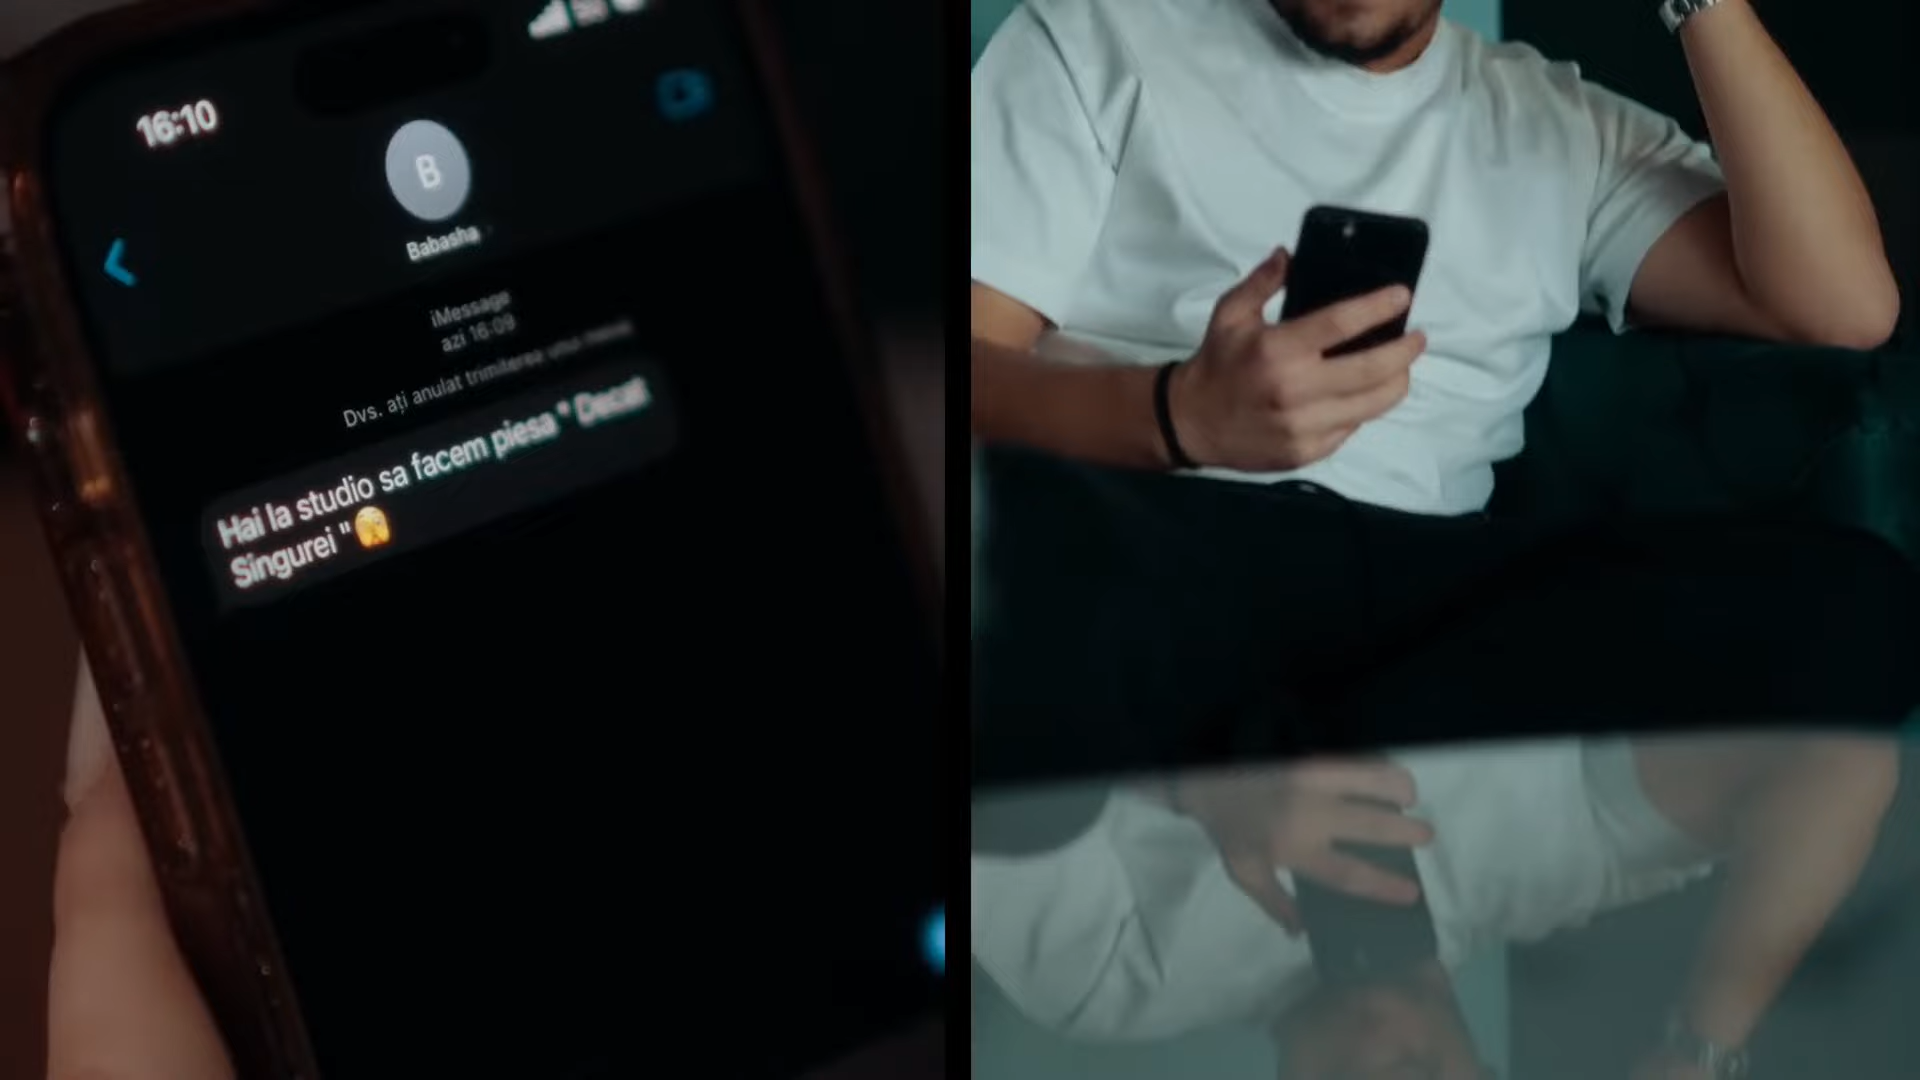 16:10
B
Babasha
iMessage
azi 16:09
Dvs. ați anulat trimiterea unui mesaj
Hai la studio sa facem piesa " Decat
Singurei "🫣